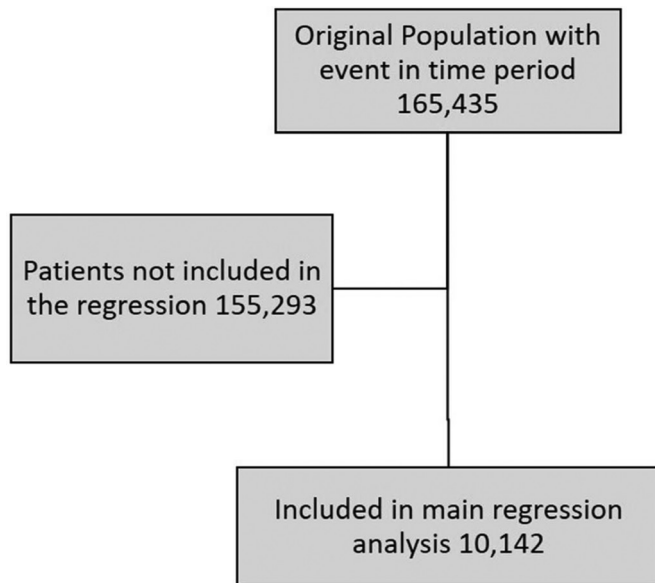 Original Population with
event in time period
165,435
Patients not included in
the regression 155,293
Included in main regression
analysis 10,142